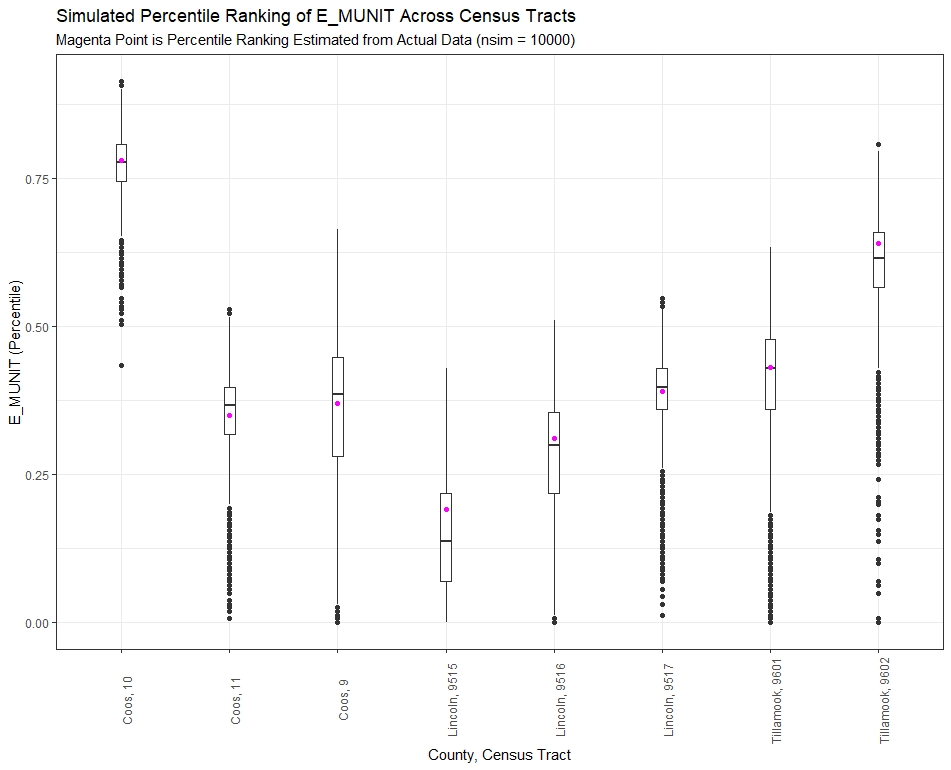 Simulated Percentile Ranking of E_MUNIT Across Census Tracts
Magenta Point is Percentile Ranking Estimated from Actual Data (nsim = 10000)
E_MUNIT (Percentile)
0.75
0.50
0.25
0.00
Coos, 10
Coos, 11
Coos, 9
Lincoln, 9515
Lincoln, 9516
Lincoln, 9517
Tillamook, 9601
Tillamook, 9602
County, Census Tract